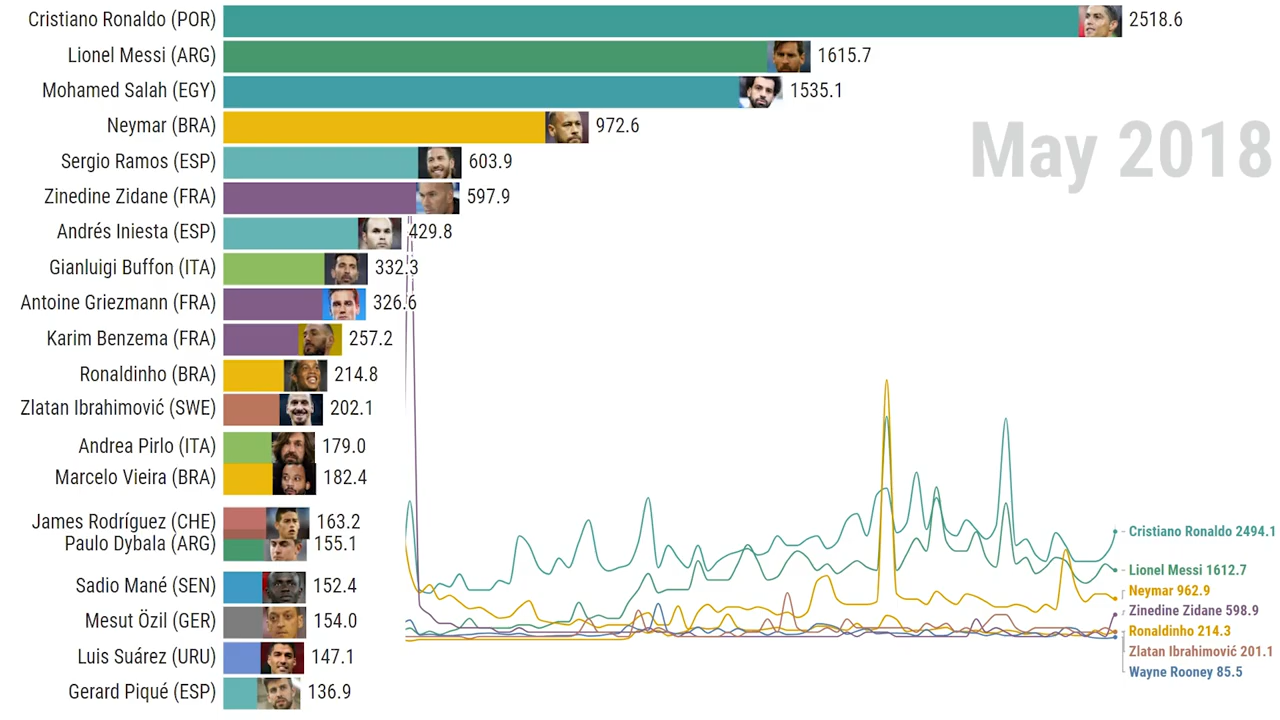 Cristiano Ronaldo (POR) 2518.6
Lionel Messi (ARG) 1615.7
Mohamed Salah (EGY) 1535.1
Neymar (BRA) 972.6
May 2018
Sergio Ramos (ESP) 603.9
Zinedine Zidane (FRA) 597.9
Andrés Iniesta (ESP) 429.8
Gianluigi Buffon (ITA) 332.3
Antoine Griezmann (FRA) 326.6
Karim Benzema (FRA) 257.2
Ronaldinho (BRA) 214.8
Zlatan Ibrahimović (SWE) 202.1
Andrea Pirlo (ITA) 179.0
Marcelo Vieira (BRA) 182.4
James Rodríguez (CHE) 163.2
Paulo Dybala (ARG) 155.1
Sadio Mané (SEN) 152.4
Mesut Özil (GER) 154.0
Luis Suárez (URU) 147.1
Gerard Piqué (ESP) 136.9
Cristiano Ronaldo 2494.1
Lionel Messi 1612.7
Neymar 962.9
Zinedine Zidane 598.9
Ronaldinho 214.3
Zlatan Ibrahimović 201.1
Wayne Rooney 85.5